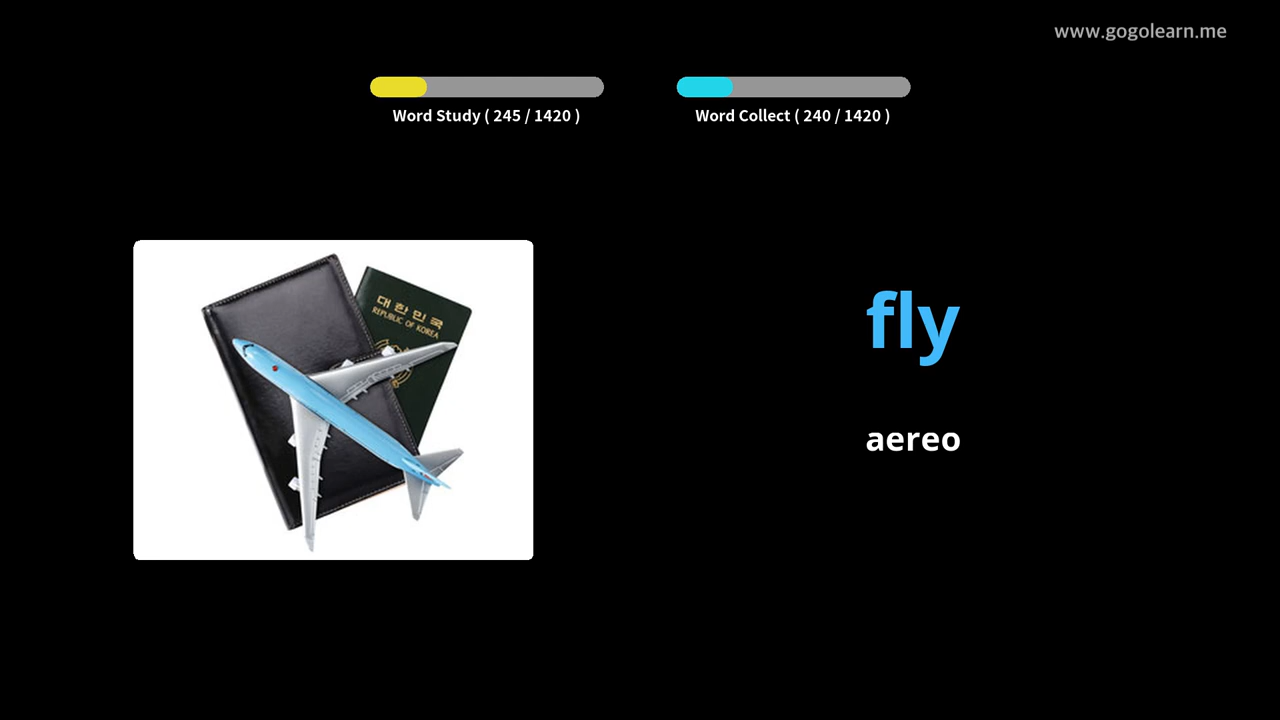 www.gogolearn.me
Word Study ( 245 / 1420 )
Word Collect ( 240 / 1420 )
대한민국
REPUBLIC OF KOREA
fly
aereo